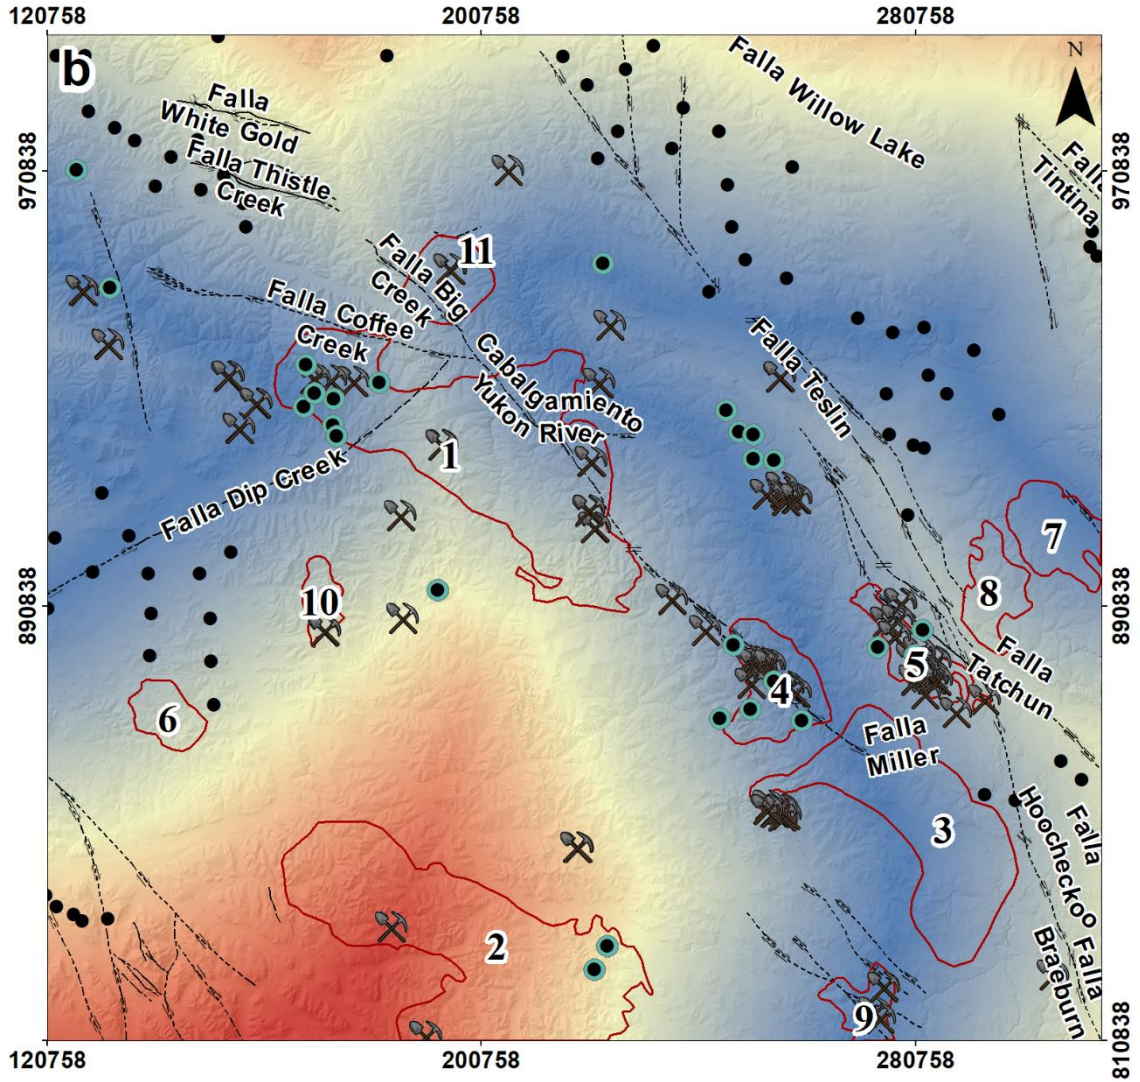 120758
200758
280758
b
N
Falla
White Gold
Falla Thistle
Creek
Falla Willow Lake
Falla
Tintina
970838
970838
11
Falla Big
Creek
Falla Coffee
Creek
Cabalgamiento
Yukon River
Falla Teslin
1
Falla Dip Creek
7
8
10
890838
890838
5
Falla
Tatchun
4
6
Falla
Miller
3
Falla
Hoocheckoo
Falla
Braeburn
2
9
810838
120758
200758
280758